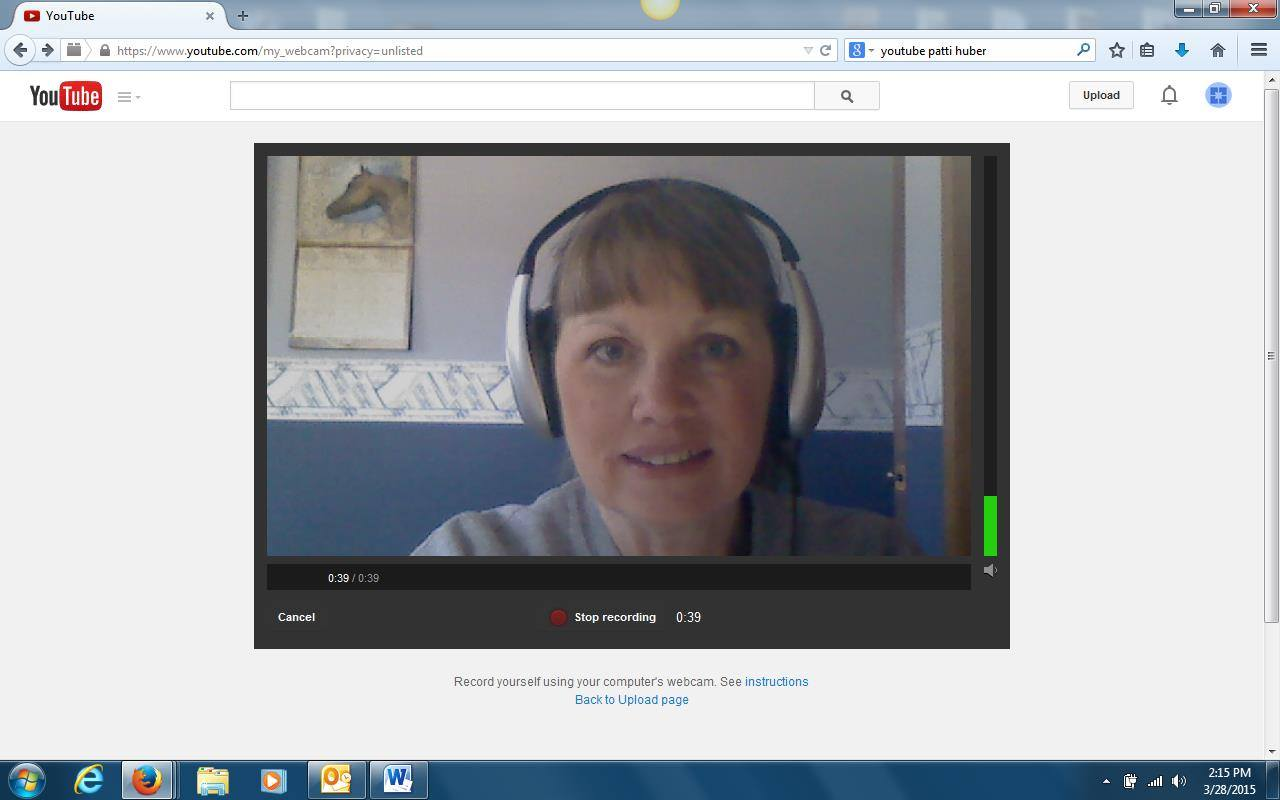 YouTube
https://www.youtube.com/my_webcam?privacy=unlisted
youtube patti huber
YouTube
Upload
0:39 / 0:39
Cancel
Stop recording
0:39
Record yourself using your computer's webcam. See instructions
Back to Upload page
2:15 PM
3/28/2015